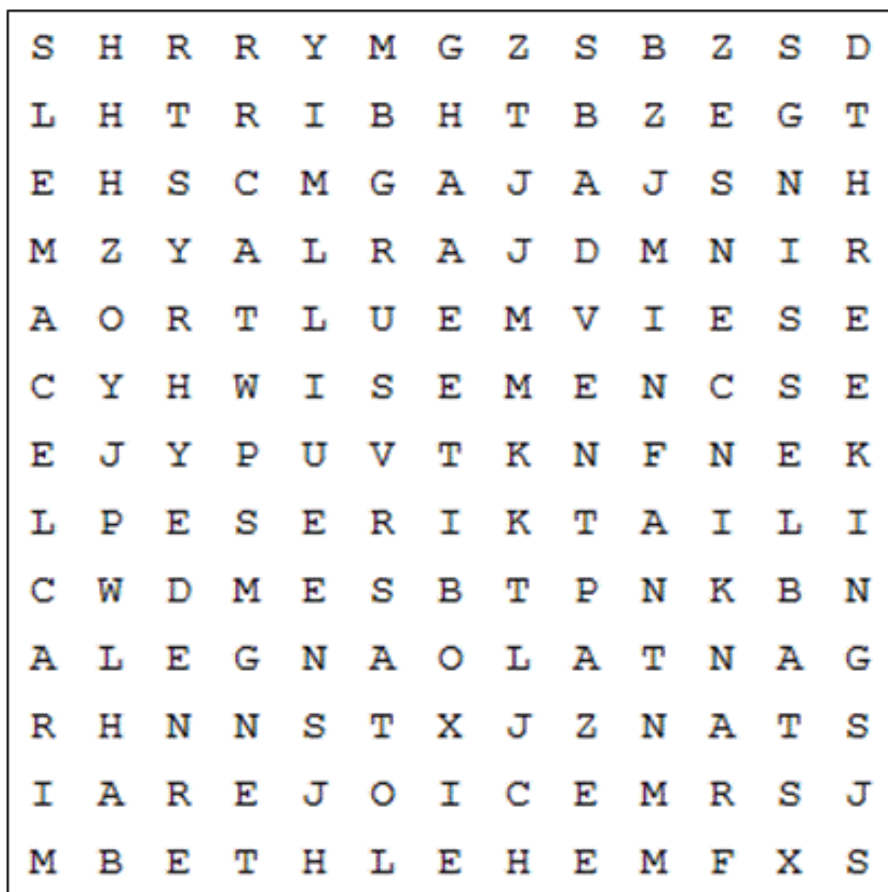 S H R R Y M G Z S B Z S D
L H T R I B H T B Z E G T
E H S C M G A J A J S N H
M Z Y A L R A J D M N I R
A O R T L U E M V I E S E
C Y H W I S E M E N C S E
E J Y P U V T K N F N E K
L P E S E R I K T A I L I
C W D M E S B T P N K B N
A L E G N A O L A T N A G
R H N N S T X J Z N A T S
I A R E J O I C E M R S J
M B E T H L E H E M F X S